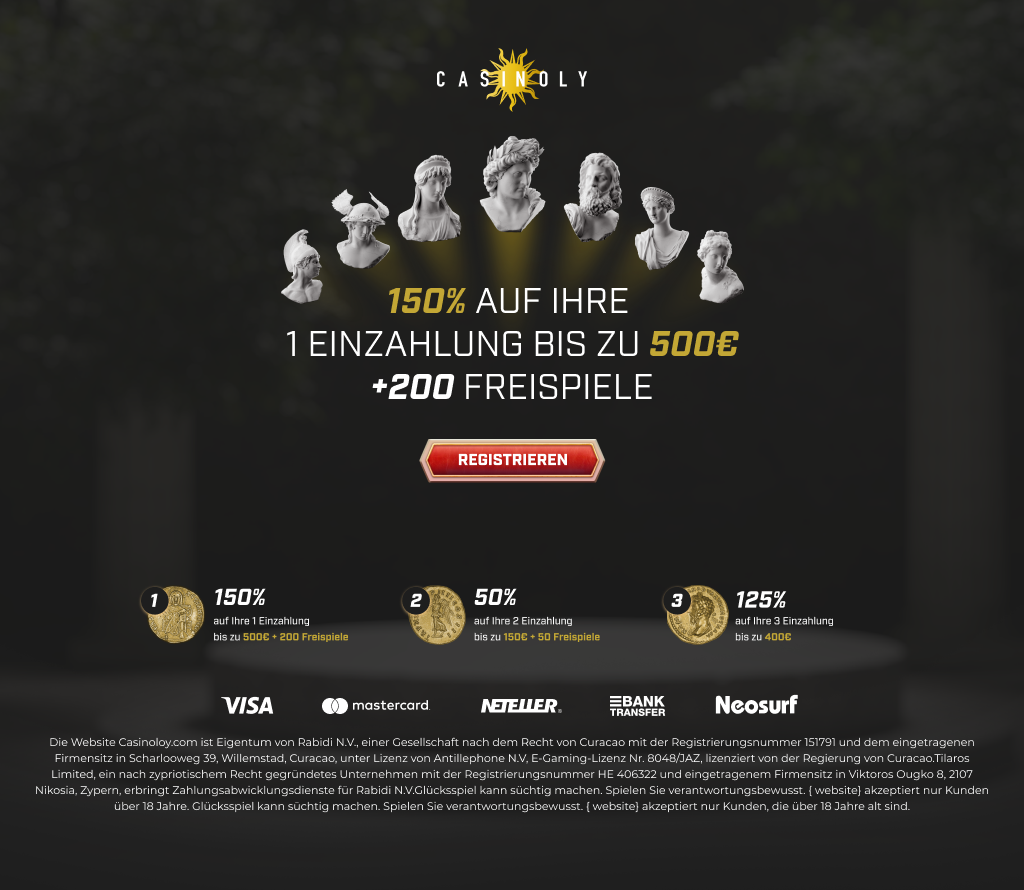 CASINOLY
150% AUF IHRE
1 EINZAHLUNG BIS ZU 500€
+200 FREISPIELE
REGISTRIEREN
1
150%
auf Ihre 1 Einzahlung
bis zu 500€ + 200 Freispiele
2
50%
auf Ihre 2 Einzahlung
bis zu 150€ + 50 Freispiele
3
125%
auf Ihre 3 Einzahlung
bis zu 400€
VISA
mastercard.
NETELLER®
BANK
TRANSFER
Neosurf
Die Website Casinoloy.com ist Eigentum von Rabidi N.V., einer Gesellschaft nach dem Recht von Curacao mit der Registrierungsnummer 151791 und dem eingetragenen
Firmensitz in Scharlooweg 39, Willemstad, Curacao, unter Lizenz von Antillephone N.V, E-Gaming-Lizenz Nr. 8048/JAZ, lizenziert von der Regierung von Curacao.Tilaros
Limited, ein nach zypriotischem Recht gegründetes Unternehmen mit der Registrierungsnummer HE 406322 und eingetragenem Firmensitz in Viktoros Ougko 8, 2107
Nikosia, Zypern, erbringt Zahlungsabwicklungsdienste für Rabidi N.V.Glücksspiel kann süchtig machen. Spielen Sie verantwortungsbewusst. { website} akzeptiert nur Kunden
über 18 Jahre. Glücksspiel kann süchtig machen. Spielen Sie verantwortungsbewusst. { website} akzeptiert nur Kunden, die über 18 Jahre alt sind.